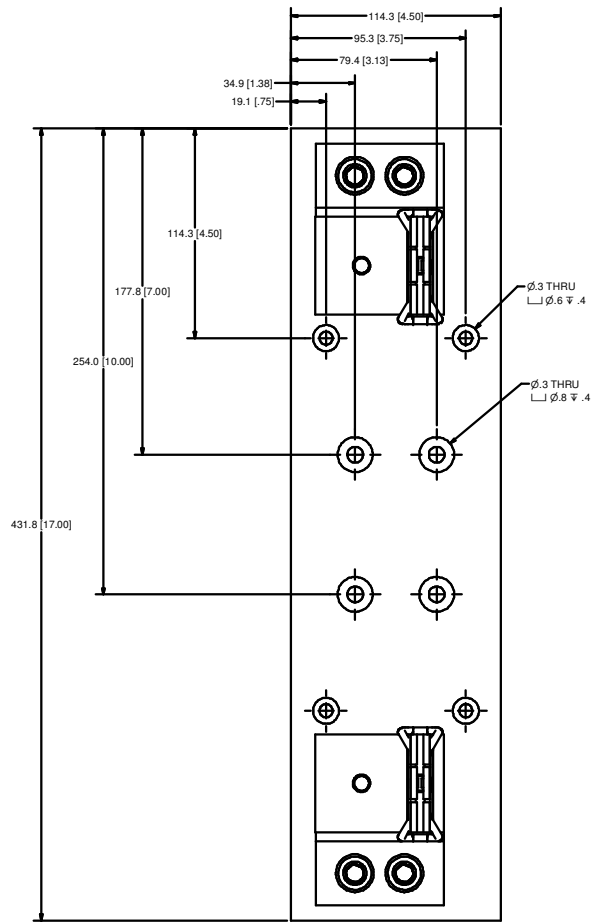 114.3 [4.50]
95.3 [3.75]
79.4 [3.13]
34.9 [1.38]
19.1 [.75]
114.3 [4.50]
177.8 [7.00]
Ø.3 THRU
⌴ Ø.6 ↧ .4
254.0 [10.00]
Ø.3 THRU
⌴ Ø.8 ↧ .4
431.8 [17.00]